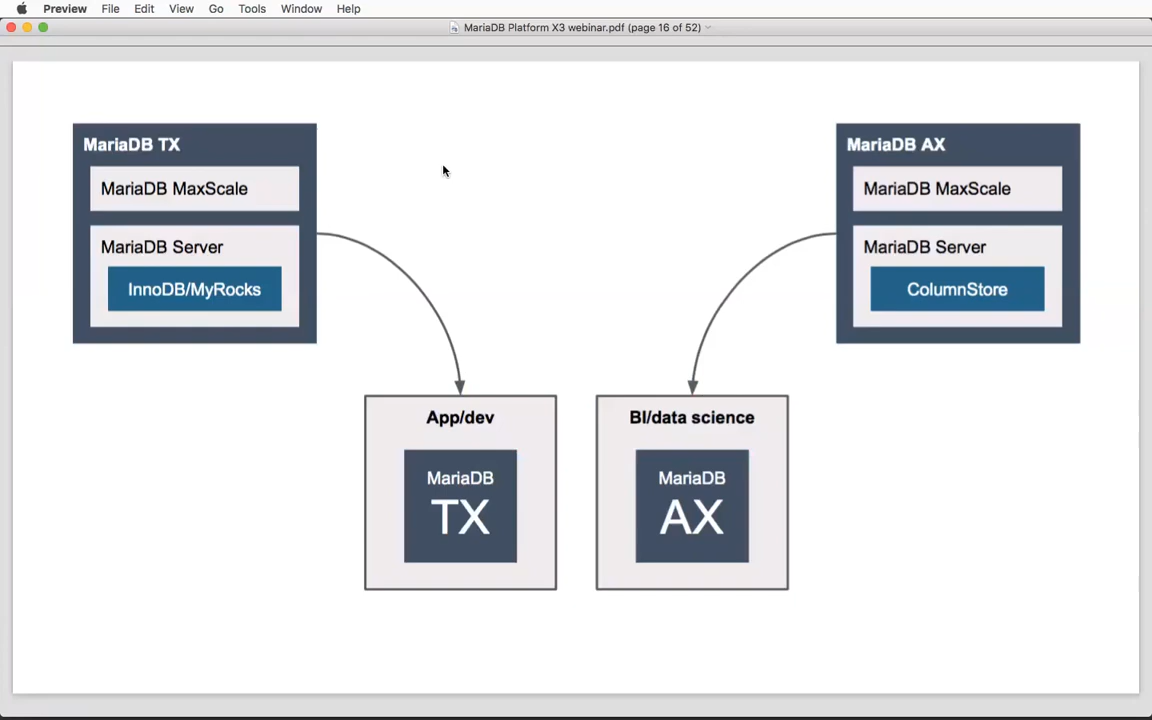 Preview File Edit View Go Tools Window Help
MariaDB Platform X3 webinar.pdf (page 16 of 52)
MariaDB TX
MariaDB MaxScale
MariaDB Server
InnoDB/MyRocks
MariaDB AX
MariaDB MaxScale
MariaDB Server
ColumnStore
App/dev
MariaDB
TX
BI/data science
MariaDB
AX